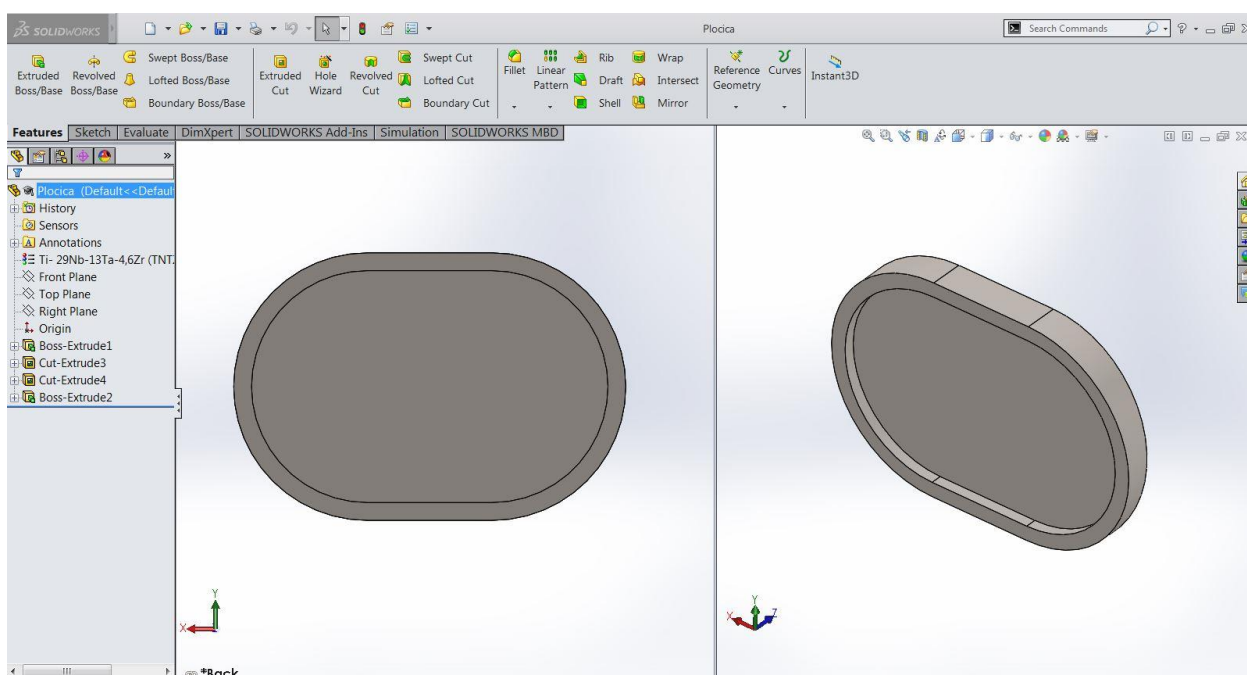 SOLIDWORKS
Plocica
Search Commands
Extruded Boss/Base
Revolved Boss/Base
Swept Boss/Base
Lofted Boss/Base
Boundary Boss/Base
Extruded Cut
Hole Wizard
Revolved Cut
Swept Cut
Lofted Cut
Boundary Cut
Fillet
Linear Pattern
Rib
Draft
Shell
Wrap
Intersect
Mirror
Reference Geometry
Curves
Instant3D
Features Sketch Evaluate DimXpert SOLIDWORKS Add-Ins Simulation SOLIDWORKS MBD
Plocica (Default<<Defaul
History
Sensors
Annotations
Ti- 29Nb-13Ta-4,6Zr (TNT
Front Plane
Top Plane
Right Plane
Origin
Boss-Extrude1
Cut-Extrude3
Cut-Extrude4
Boss-Extrude2
Y
X
*Back
Y
X
Z